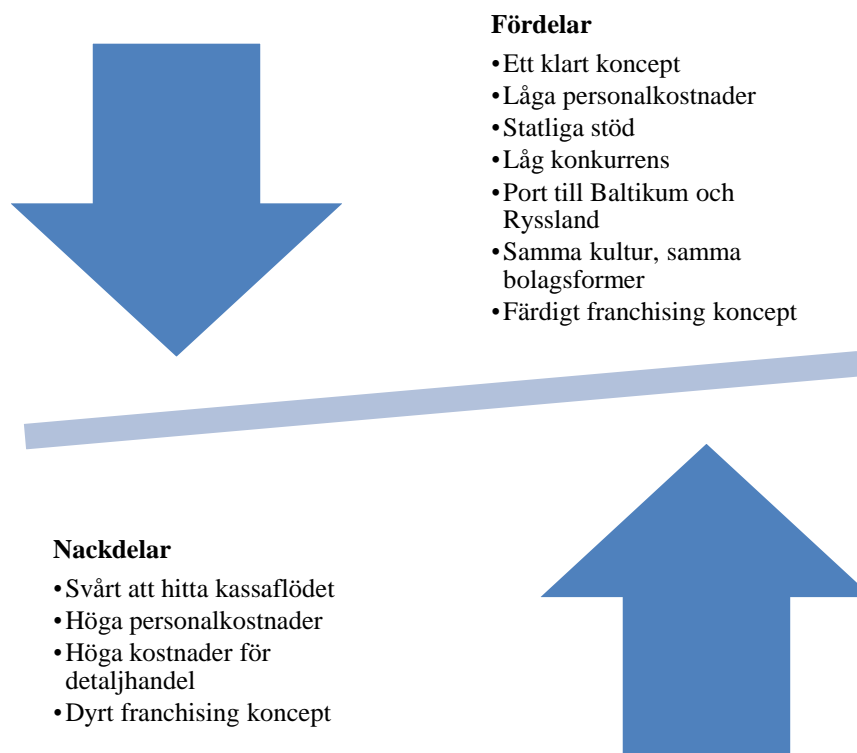 Fördelar
•Ett klart koncept
•Låga personalkostnader
•Statliga stöd
•Låg konkurrens
•Port till Baltikum och
Ryssland
•Samma kultur, samma
bolagsformer
•Färdigt franchising koncept
Nackdelar
•Svårt att hitta kassaflödet
•Höga personalkostnader
•Höga kostnader för
detaljhandel
•Dyrt franchising koncept